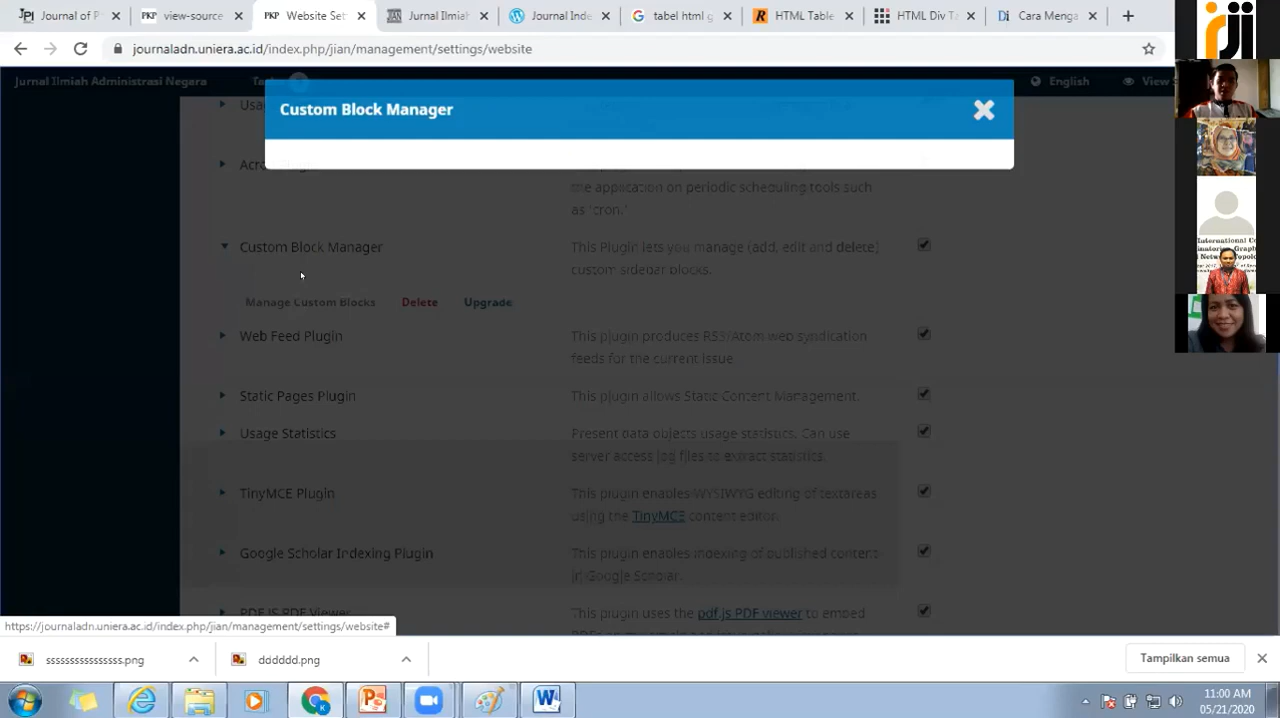 Journal of P
view-source
Website Set
Jurnal Ilmiah
Journal Inde
tabel html g
HTML Table
HTML Div Ta
Cara Menga
journaladn.uniera.ac.id/index.php/jian/management/settings/website
Jurnal Ilmiah Administrasi Negara
English
View S
Custom Block Manager
the application on periodic scheduling tools such
as 'cron.'
Custom Block Manager
This Plugin lets you manage (add, edit and delete)
custom sidebar blocks.
Manage Custom Blocks Delete Upgrade
Web Feed Plugin
This plugin produces RSS/Atom web syndication
feeds for the current issue.
Static Pages Plugin
This plugin allows Static Content Management.
Usage Statistics
Present data objects usage statistics. Can use
server access log files to extract statistics.
TinyMCE Plugin
This plugin enables WYSIWYG editing of textareas
using the TinyMCE content editor.
Google Scholar Indexing Plugin
This plugin enables indexing of published content
in Google Scholar.
PDF.JS PDF Viewer
This plugin uses the pdf.js PDF viewer to embed
https://journaladn.uniera.ac.id/index.php/jian/management/settings/website#
sssssssssssssss.png
dddddd.png
Tampilkan semua
11:00 AM
05/21/2020